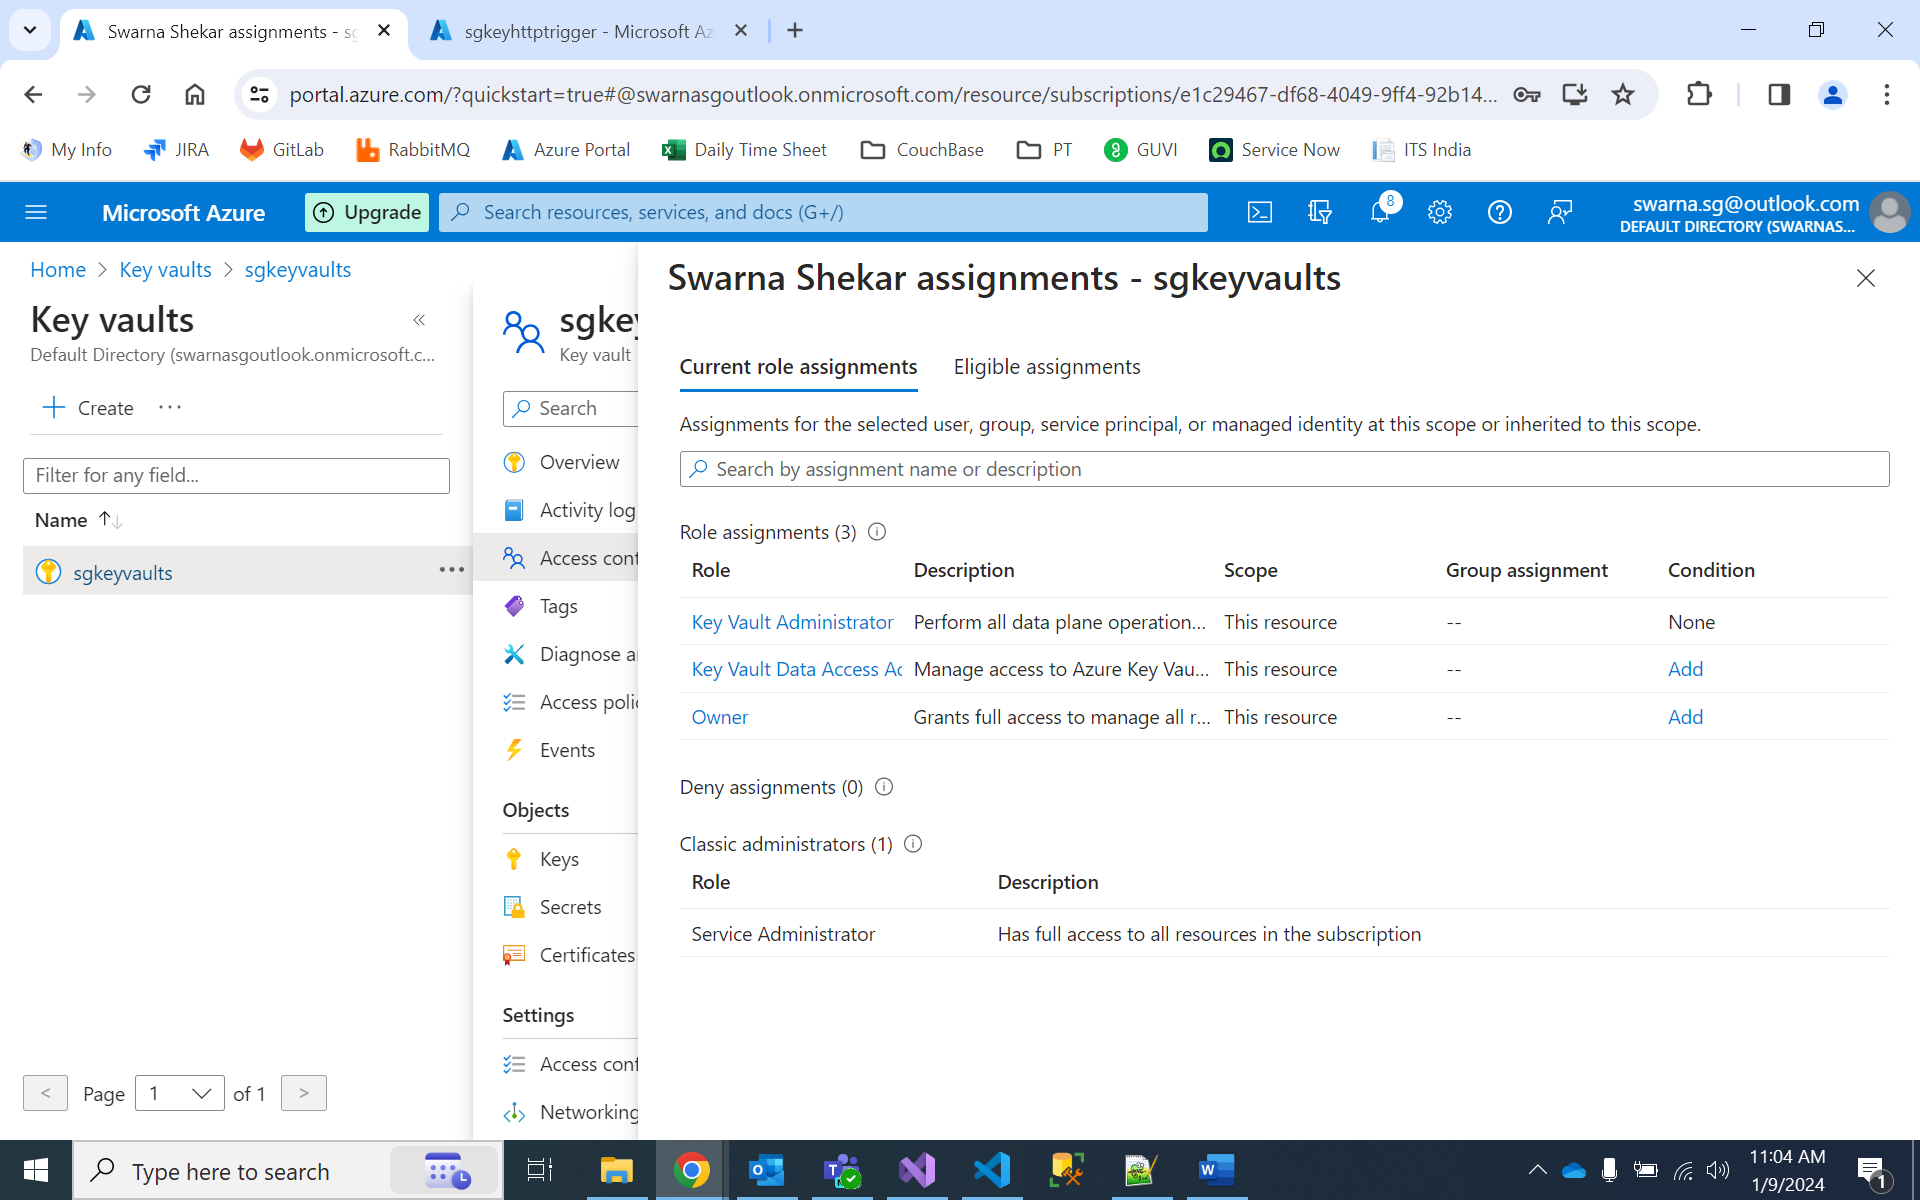 Swarna Shekar assignments - sg
sgkeyhttptrigger - Microsoft Az
portal.azure.com/?quickstart=true#@swarnasgoutlook.onmicrosoft.com/resource/subscriptions/e1c29467-df68-4049-9ff4-92b14...
My Info
JIRA
GitLab
RabbitMQ
Azure Portal
Daily Time Sheet
CouchBase
PT
GUVI
Service Now
ITS India
Microsoft Azure
Upgrade
Search resources, services, and docs (G+/)
8
swarna.sg@outlook.com
DEFAULT DIRECTORY (SWARNAS...
Home > Key vaults > sgkeyvaults
Key vaults
Default Directory (swarnasgoutlook.onmicrosoft.c...
Create
Filter for any field...
Name
sgkeyvaults
< Page 1 of 1 >
sgkey
Key vault
Search
Overview
Activity log
Access cont
Tags
Diagnose a
Access polic
Events
Objects
Keys
Secrets
Certificates
Settings
Access conf
Networking
Swarna Shekar assignments - sgkeyvaults
Current role assignments
Eligible assignments
Assignments for the selected user, group, service principal, or managed identity at this scope or inherited to this scope.
Search by assignment name or description
Role assignments (3)
Role Description Scope Group assignment Condition
Key Vault Administrator Perform all data plane operation... This resource -- None
Key Vault Data Access Ad Manage access to Azure Key Vau... This resource -- Add
Owner Grants full access to manage all r... This resource -- Add
Deny assignments (0)
Classic administrators (1)
Role Description
Service Administrator Has full access to all resources in the subscription
Type here to search
11:04 AM
1/9/2024
1